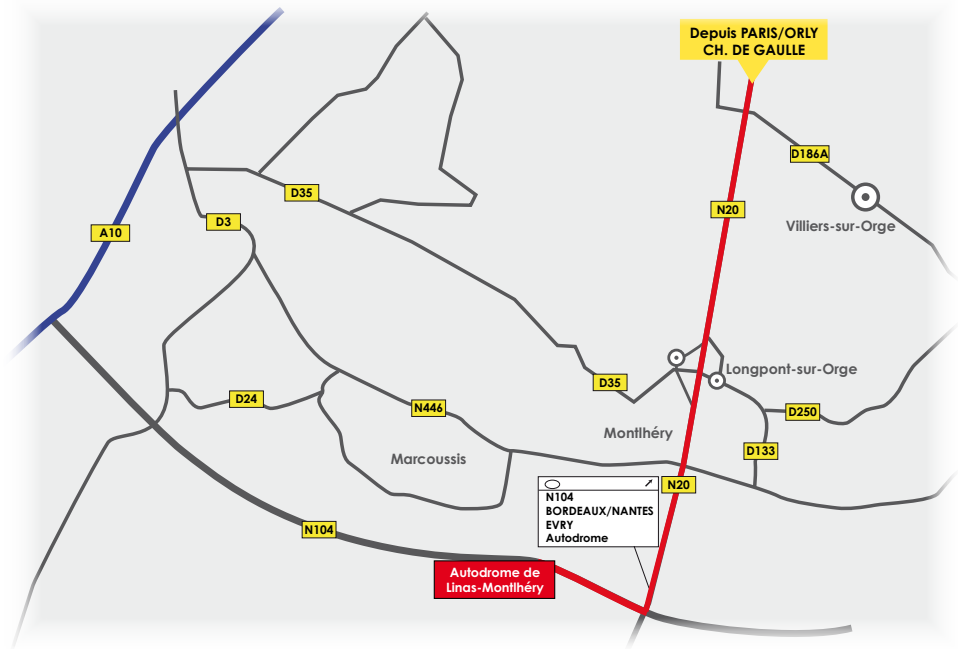 Depuis PARIS/ORLY
CH. DE GAULLE
D186A
D35
N20
D3
Villiers-sur-Orge
A10
Longpont-sur-Orge
D35
D24
N446
D250
Montlhéry
D133
Marcoussis
N20
N104
BORDEAUX/NANTES
EVRY
Autodrome
N104
Autodrome de
Linas-Montlhéry